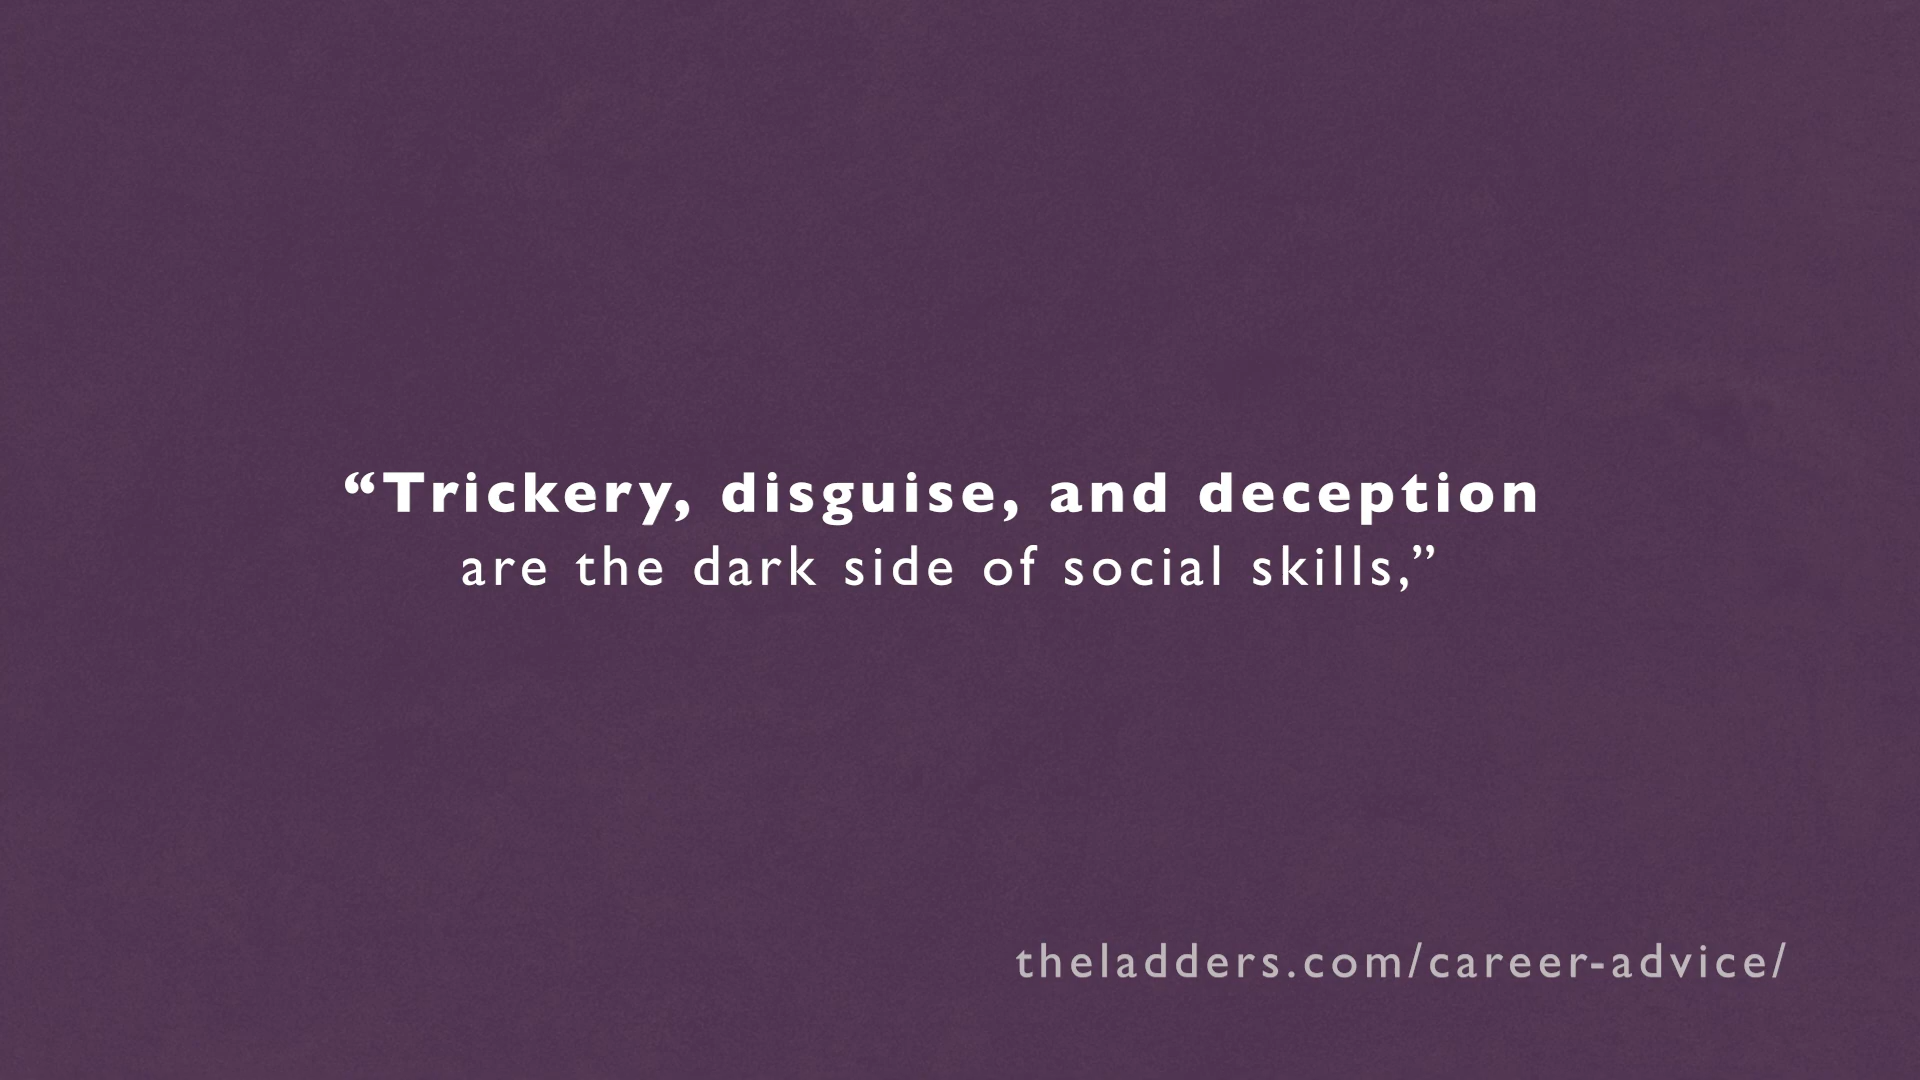 “Trickery, disguise, and deception
are the dark side of social skills,”
theladders.com/career-advice/